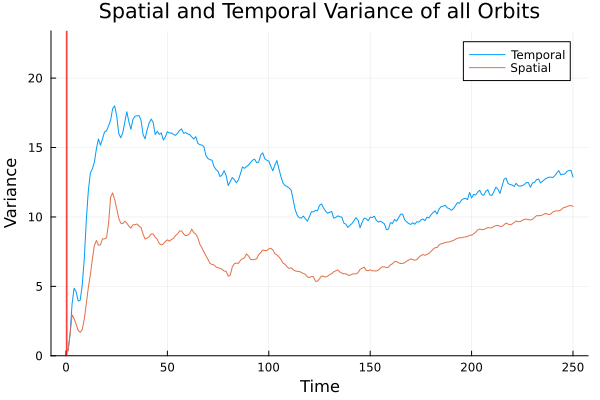 Spatial and Temporal Variance of all Orbits
Temporal
Spatial
Variance
20
15
10
5
0
0 50 100 150 200 250
Time